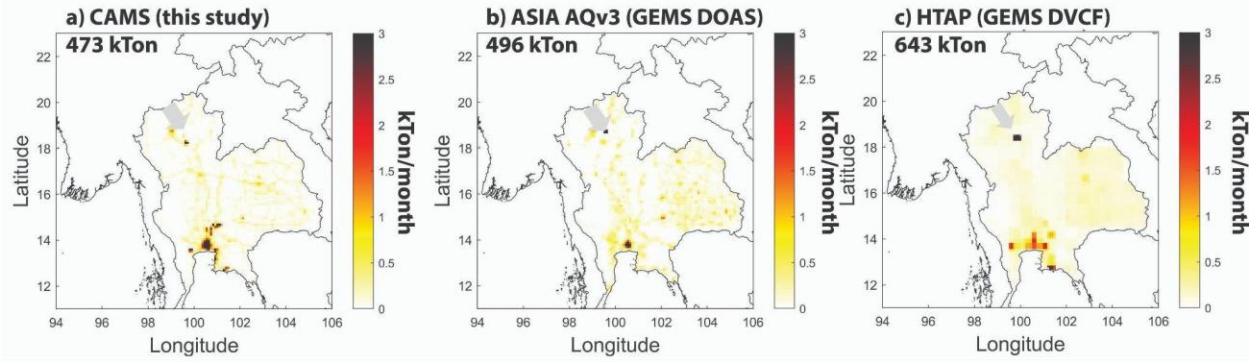 a) CAMS (this study)
473 kTon
22
20
18
16
14
12
94 96 98 100 102 104 106
Latitude
Longitude
3
2.5
2
1.5
1
0.5
0
kTon/month
b) ASIA AQv3 (GEMS DOAS)
496 kTon
22
20
18
16
14
12
94 96 98 100 102 104 106
Latitude
Longitude
3
2.5
2
1.5
1
0.5
0
kTon/month
c) HTAP (GEMS DVCF)
643 kTon
22
20
18
16
14
12
94 96 98 100 102 104 106
Latitude
Longitude
3
2.5
2
1.5
1
0.5
0
kTon/month